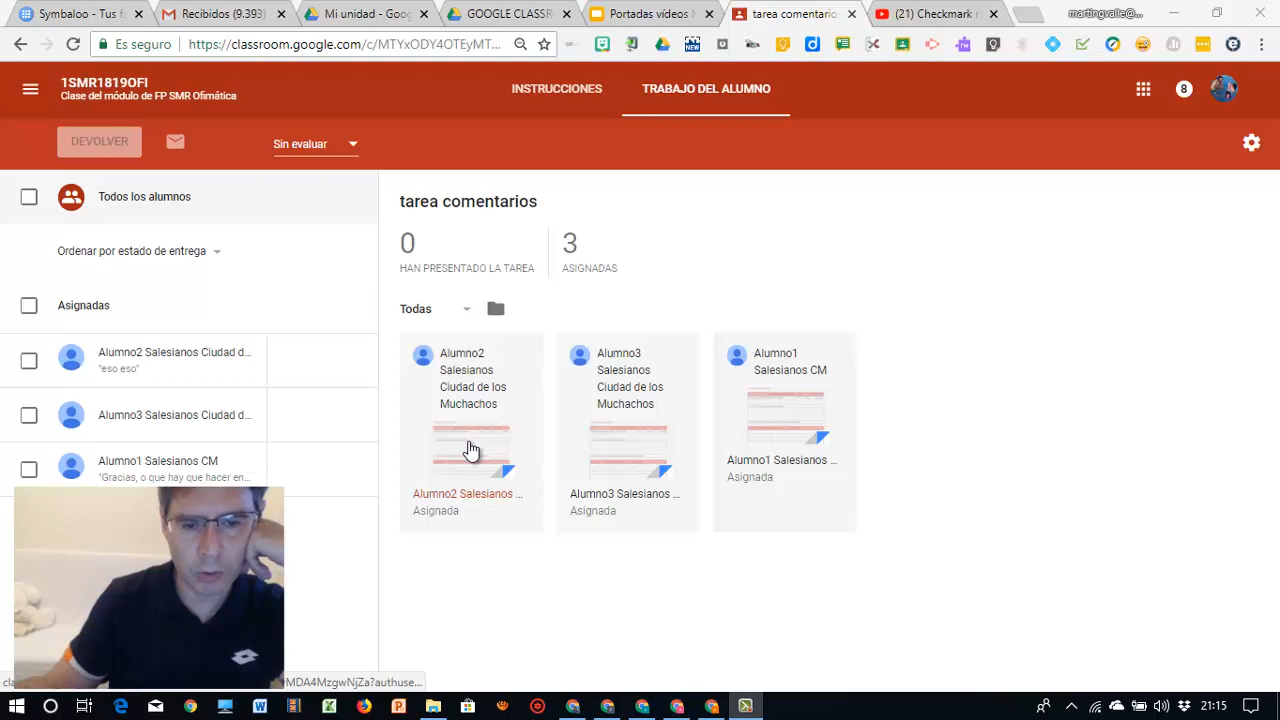 Symbaloo - Tus f
Recibidos (9.393)
Mi unidad - Goog
GOOGLE CLASSR
Portadas vídeos M
tarea comentario
(21) Checkmark r
martingvalle@...
Es seguro
https://classroom.google.com/c/MTYxODY4OTEyMT...
1SMR1819OFI
Clase del módulo de FP SMR Ofimática
INSTRUCCIONES
TRABAJO DEL ALUMNO
8
DEVOLVER
Sin evaluar
Todos los alumnos
Ordenar por estado de entrega
Asignadas
Alumno2 Salesianos Ciudad d...
"eso eso"
Alumno3 Salesianos Ciudad d...
Alumno1 Salesianos CM
"Gracias, o que hay que hacer en...
tarea comentarios
0
HAN PRESENTADO LA TAREA
3
ASIGNADAS
Todas
Alumno2
Salesianos
Ciudad de los
Muchachos
Alumno2 Salesianos ...
Asignada
Alumno3
Salesianos
Ciudad de los
Muchachos
Alumno3 Salesianos ...
Asignada
Alumno1
Salesianos CM
Alumno1 Salesianos ...
Asignada
MDA4MzgwNjZa?authuse...
21:15